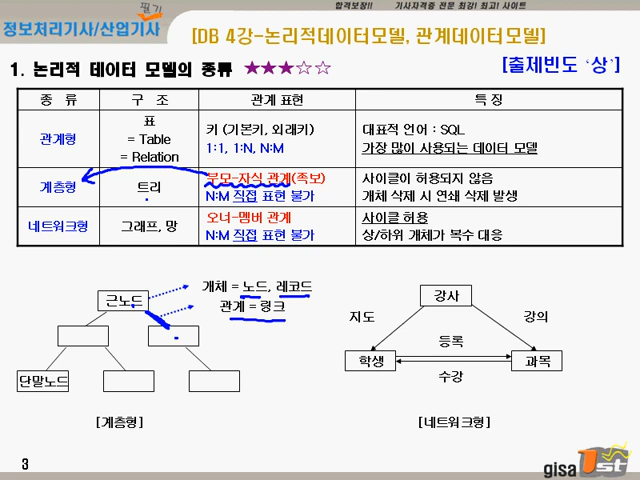 합격보장!! 기사자격증 전문 최강! 최고! 사이트
필기
정보처리기사/산업기사
[DB 4강-논리적데이터모델, 관계데이터모델]
1. 논리적 데이터 모델의 종류 ★★★☆☆ [출제빈도 ‘상’]
종 류 구 조 관계 표현 특 징
관계형
표
= Table
= Relation
키 (기본키, 외래키)
1:1, 1:N, N:M
대표적 언어 : SQL
가장 많이 사용되는 데이터 모델
계층형
트리
부모-자식 관계(족보)
N:M 직접 표현 불가
사이클이 허용되지 않음
개체 삭제 시 연쇄 삭제 발생
네트워크형
그래프, 망
오너-멤버 관계
N:M 직접 표현 불가
사이클 허용
상/하위 개체가 복수 대응
근노드
개체 = 노드, 레코드
관계 = 링크
단말노드
[계층형]
강사
지도
강의
등록
학생
과목
수강
[네트워크형]
3
gisa 1st